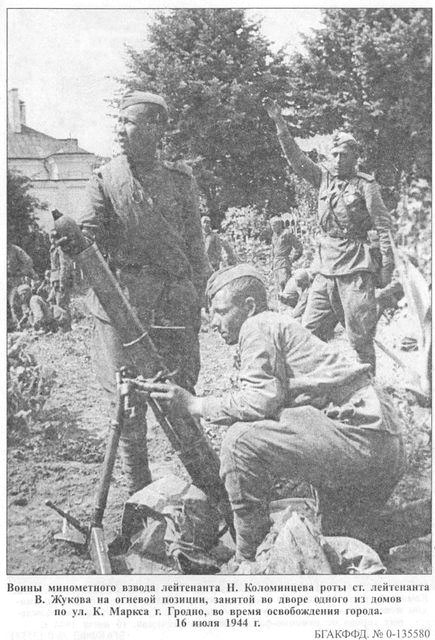 Воины минометного взвода лейтенанта Н. Коломинцева роты ст. лейтенанта
В. Жукова на огневой позиции, занятой во дворе одного из домов
по ул. К. Маркса г. Гродно, во время освобождения города.
16 июля 1944 г.
БГАКФФД. № 0-135580